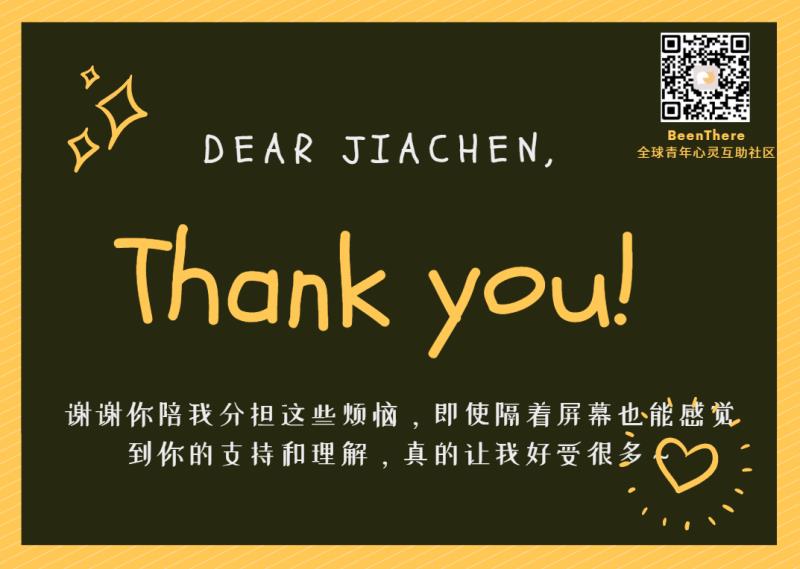 BeenThere
全球青年心灵互助社区
DEAR JIACHEN,
Thank you!
谢谢你陪我分担这些烦恼，即使隔着屏幕也能感觉
到你的支持和理解，真的让我好受很多~